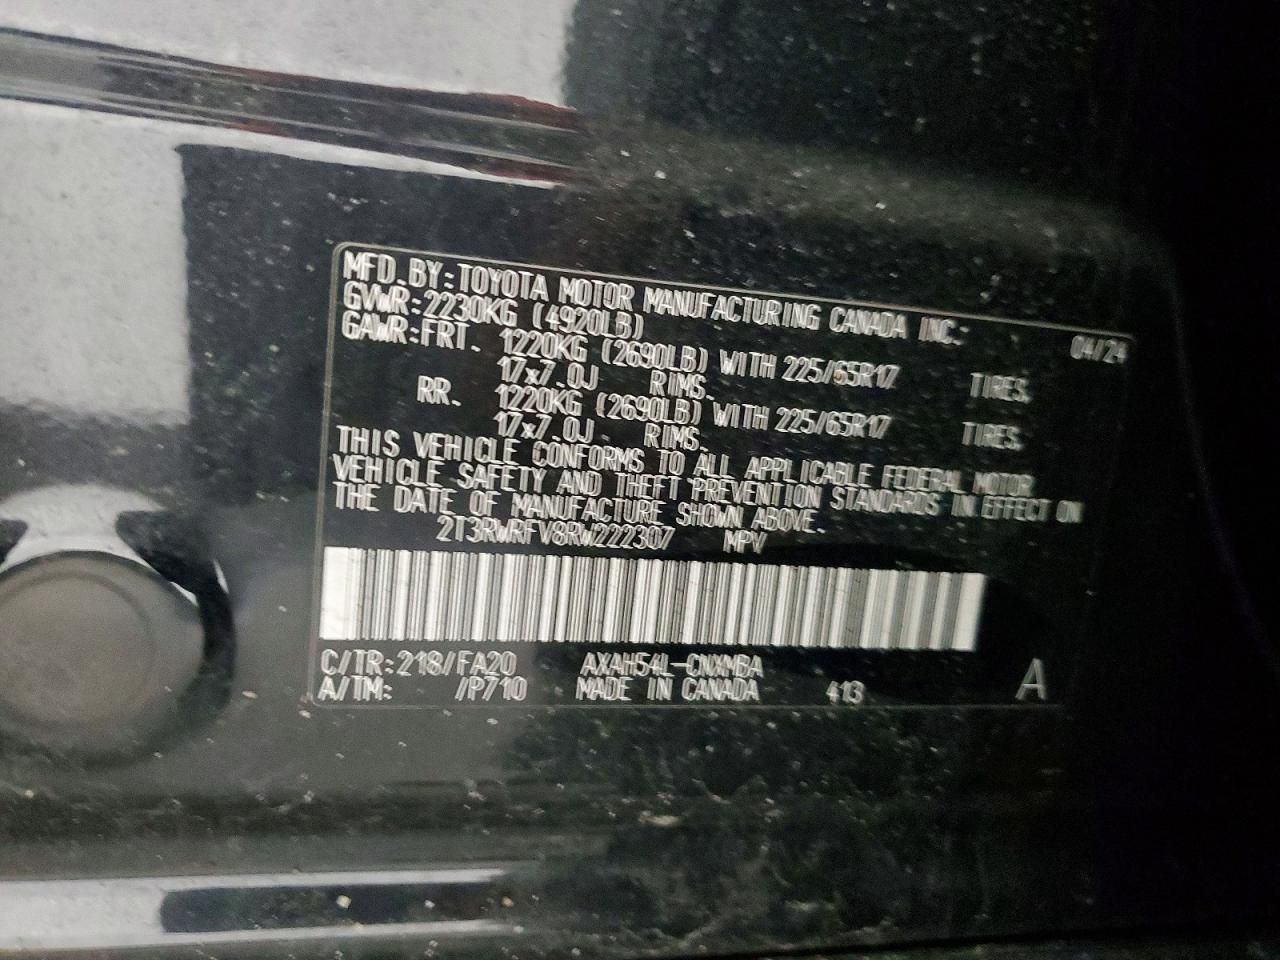 MFD. BY: TOYOTA MOTOR MANUFACTURING CANADA INC.: 04/24
GVWR: 2230KG (4920LB)
GAWR: FRT. 1220KG (2690LB) WITH 225/65R17 TIRES
17x7.0J RIMS.
RR. 1220KG (2690LB) WITH 225/65R17 TIRES
17x7.0J RIMS.
THIS VEHICLE CONFORMS TO ALL APPLICABLE FEDERAL MOTOR
VEHICLE SAFETY AND THEFT PREVENTION STANDARDS IN EFFECT ON
THE DATE OF MANUFACTURE SHOWN ABOVE.
2T3RWRFV8RW222307 MPV
C/TR: 218/FA20 AXAH54L-CNXMBA
A/TM: /P710 MADE IN CANADA 413 A